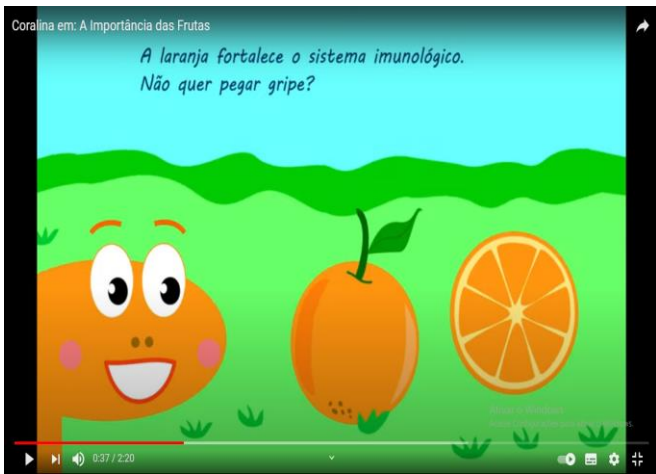 Coralina em: A Importância das Frutas
A laranja fortalece o sistema imunológico.
Não quer pegar gripe?
0:37 / 2:20